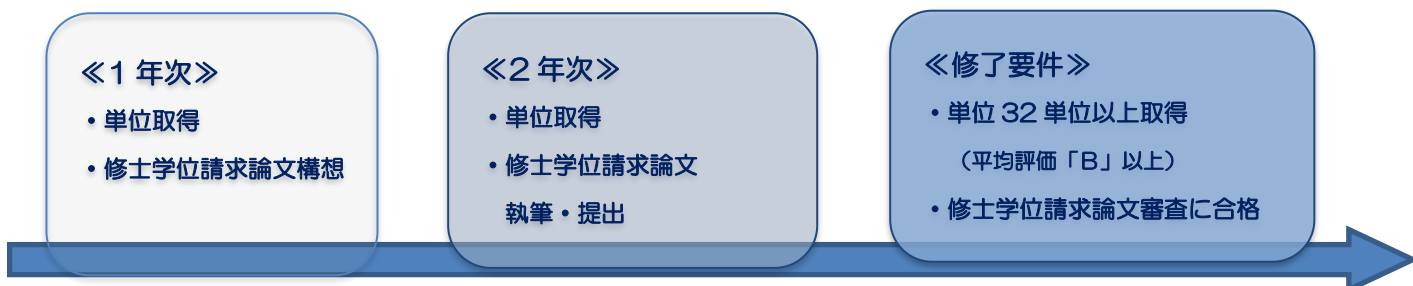 ≪1 年次≫
・単位取得
・修士学位請求論文構想
≪2 年次≫
・単位取得
・修士学位請求論文
執筆・提出
≪修了要件≫
・単位 32 単位以上取得
（平均評価「B」以上）
・修士学位請求論文審査に合格